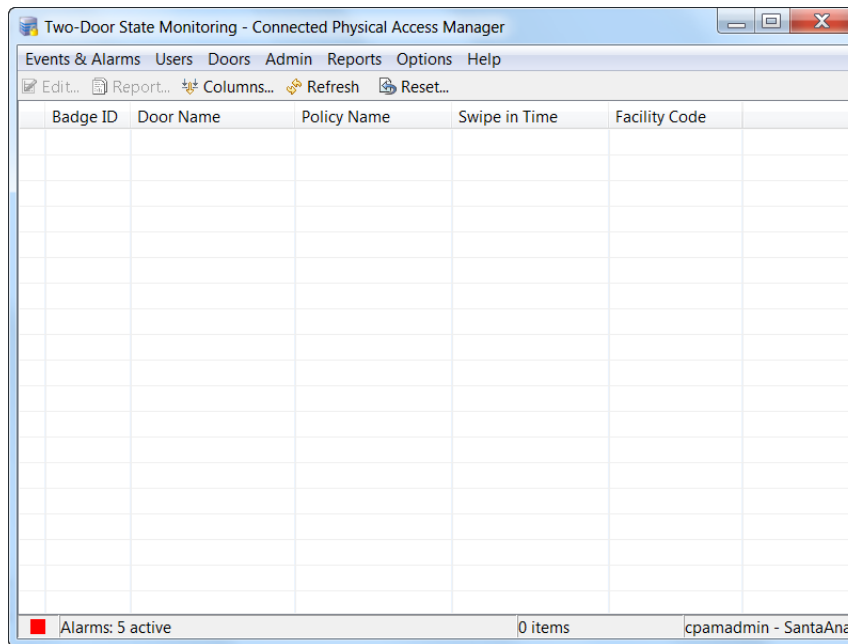 Two-Door State Monitoring - Connected Physical Access Manager
Events & Alarms Users Doors Admin Reports Options Help
Edit... Report... Columns... Refresh Reset...
Badge ID Door Name Policy Name Swipe in Time Facility Code
Alarms: 5 active 0 items cpamadmin - SantaAna